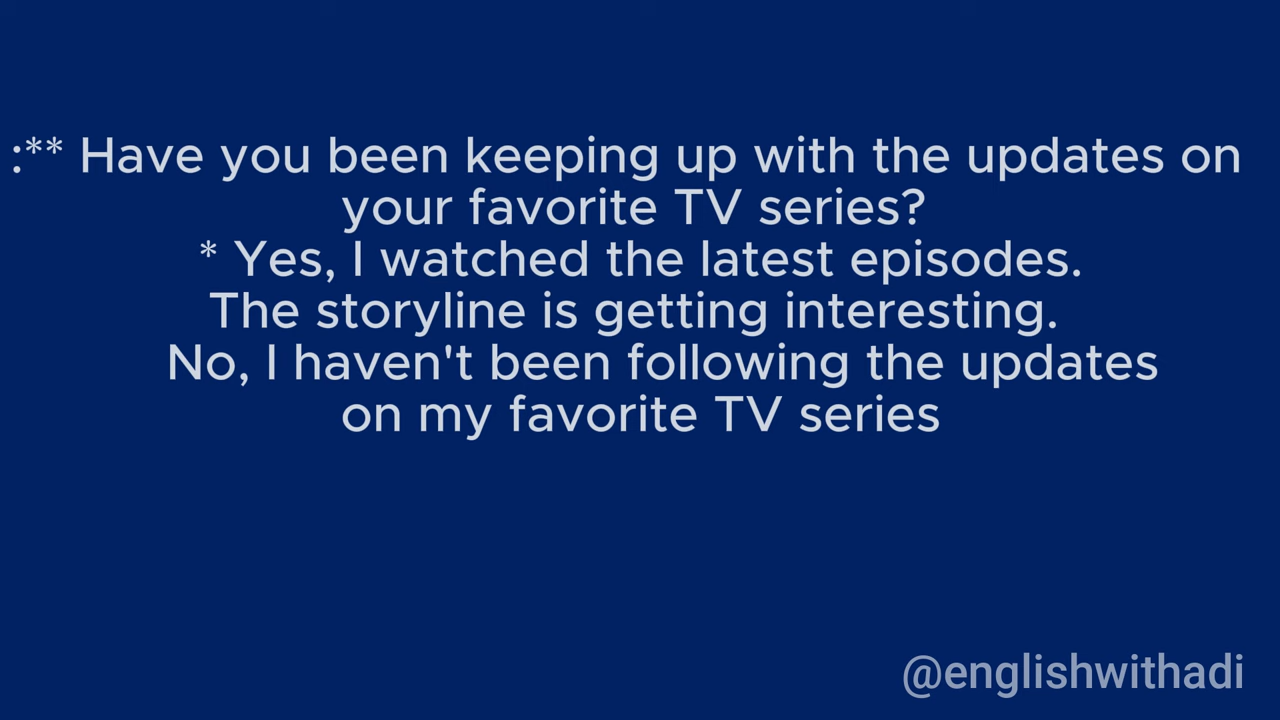 :** Have you been keeping up with the updates on
your favorite TV series?
* Yes, I watched the latest episodes.
The storyline is getting interesting.
No, I haven't been following the updates
on my favorite TV series
@englishwithadi